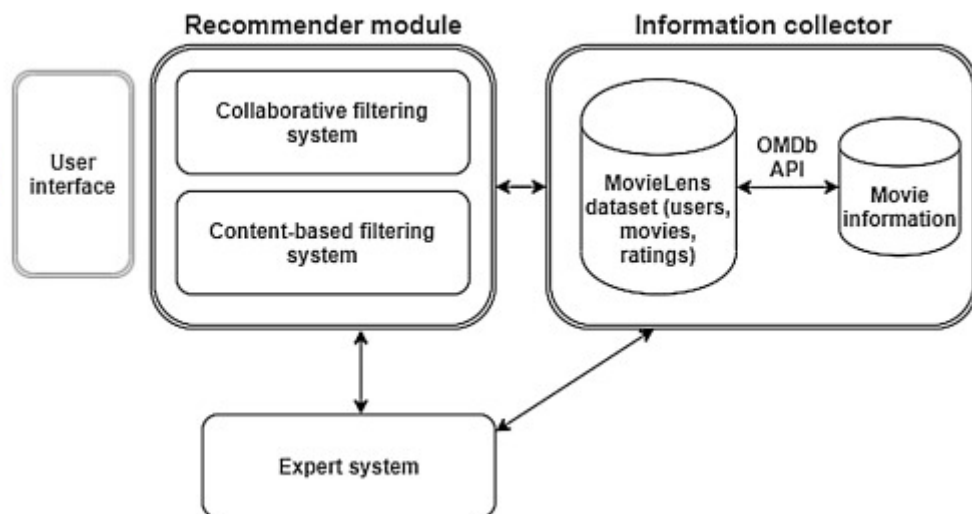 Recommender module
Information collector
User
interface
Collaborative filtering
system
Content-based filtering
system
MovieLens
dataset (users,
movies,
ratings)
OMDb
API
Movie
information
Expert system